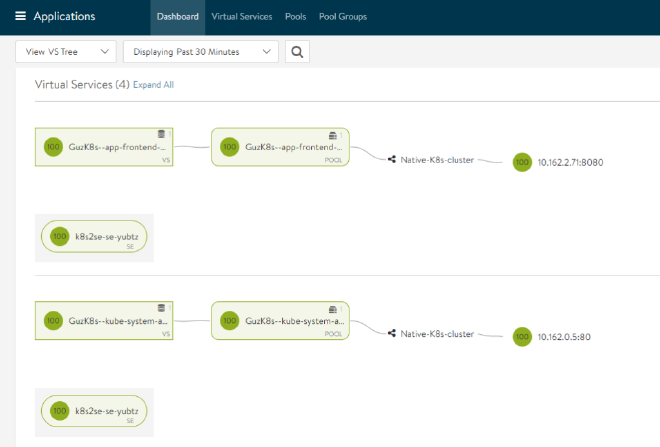 Applications
Dashboard Virtual Services Pools Pool Groups
View VS Tree Displaying Past 30 Minutes
Virtual Services (4) Expand All
1 1
100 GuzK8s--app-frontend-... 100 GuzK8s--app-frontend-... Native-K8s-cluster 100 10.162.2.71:8080
VS POOL
100 k8s2se-se-yubtz
SE
1 1
100 GuzK8s--kube-system-a... 100 GuzK8s--kube-system-a... Native-K8s-cluster 100 10.162.0.5:80
VS POOL
100 k8s2se-se-yubtz
SE